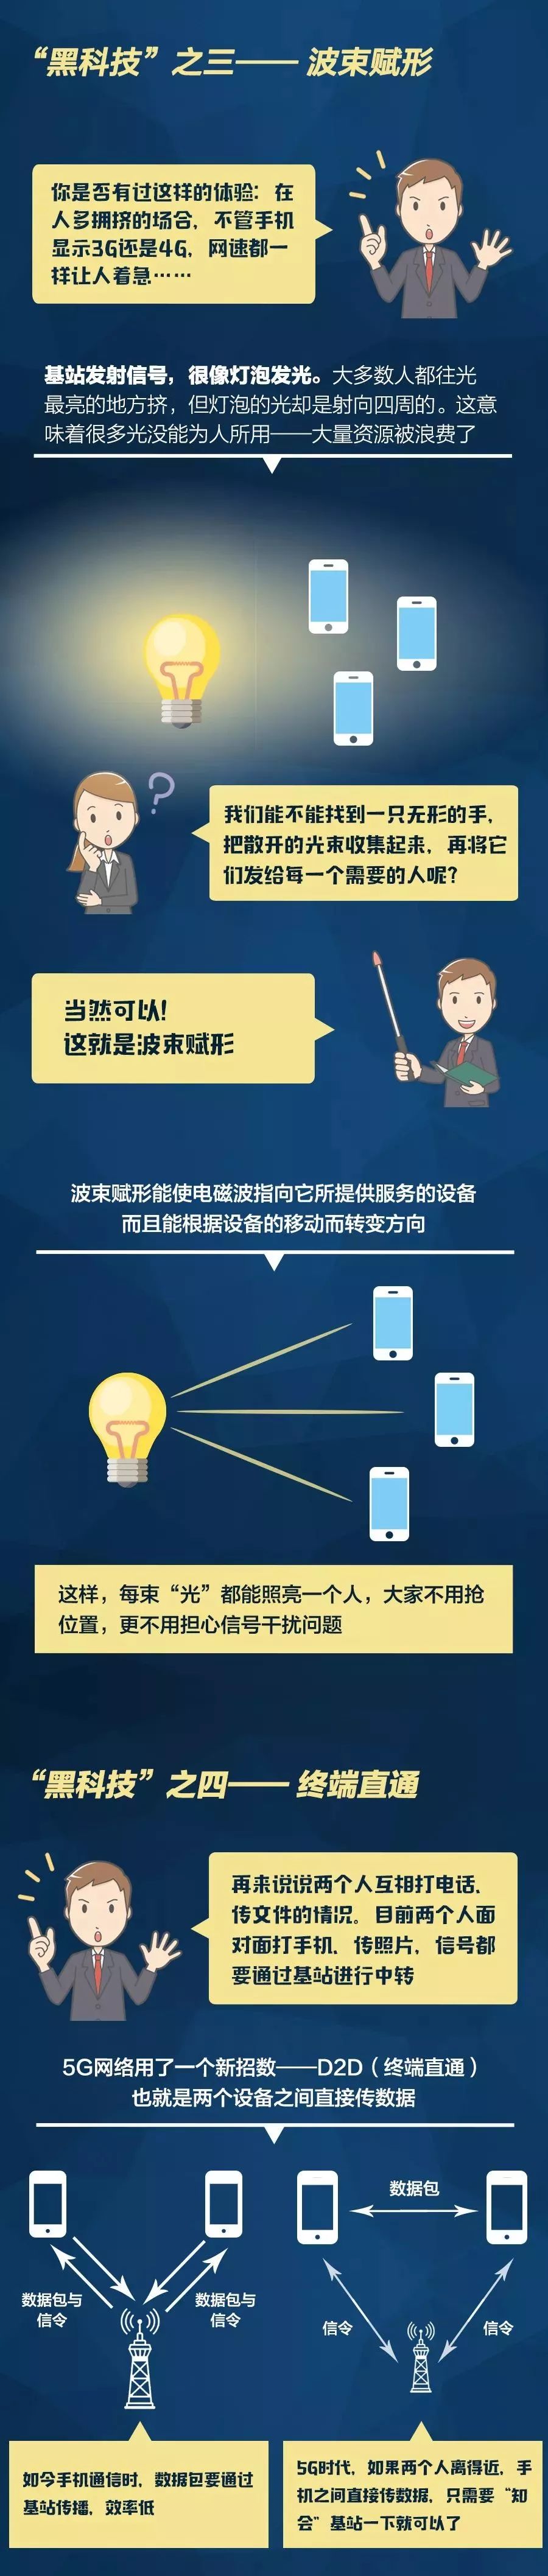 “黑科技”之三—— 波束赋形
你是否有过这样的体验：在
人多拥挤的场合，不管手机
显示3G还是4G，网速都一
样让人着急……
基站发射信号，很像灯泡发光。大多数人都往光
最亮的地方挤，但灯泡的光却是射向四周的。这意
味着很多光没能为人所用——大量资源被浪费了
?
我们能不能找到一只无形的手，
把散开的光束收集起来，再将它
们发给每一个需要的人呢？
当然可以！
这就是波束赋形
波束赋形能使电磁波指向它所提供服务的设备
而且能根据设备的移动而转变方向
这样，每束“光”都能照亮一个人，大家不用抢
位置，更不用担心信号干扰问题
“黑科技”之四—— 终端直通
再来说说两个人互相打电话、
传文件的情况。目前两个人面
对面打手机、传照片，信号都
要通过基站进行中转
5G网络用了一个新招数——D2D（终端直通）
也就是两个设备之间直接传数据
数据包与
信令
数据包与
信令
数据包
信令
信令
如今手机通信时，数据包要通过
基站传播，效率低
5G时代，如果两个人离得近，手
机之间直接传数据，只需要“知
会”基站一下就可以了